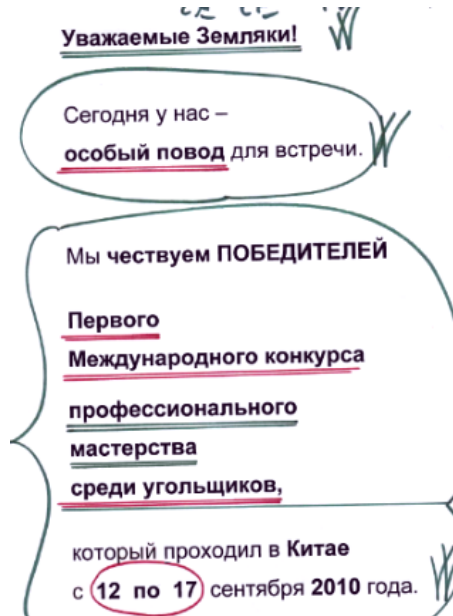 Уважаемые Земляки!
Сегодня у нас –
особый повод для встречи.
Мы чествуем ПОБЕДИТЕЛЕЙ
Первого
Международного конкурса
профессионального
мастерства
среди угольщиков,
который проходил в Китае
с 12 по 17 сентября 2010 года.